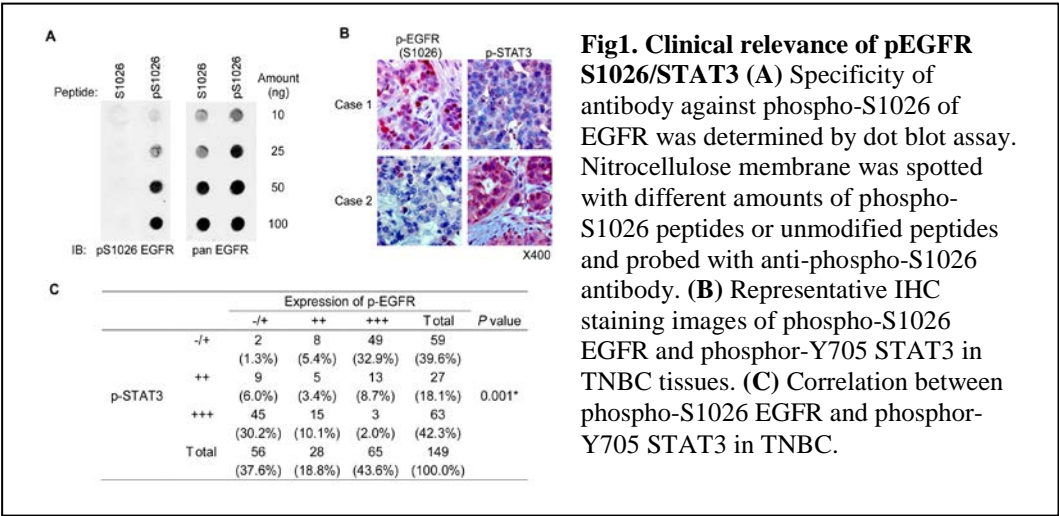 A
Peptide:
S1026
pS1026
S1026
pS1026
Amount
(ng)
10
25
50
100
IB: pS1026 EGFR pan EGFR
B
p-EGFR
(S1026)
p-STAT3
Case 1
Case 2
X400
Fig1. Clinical relevance of pEGFR
S1026/STAT3 (A) Specificity of
antibody against phospho-S1026 of
EGFR was determined by dot blot assay.
Nitrocellulose membrane was spotted
with different amounts of phospho-
S1026 peptides or unmodified peptides
and probed with anti-phospho-S1026
antibody. (B) Representative IHC
staining images of phospho-S1026
EGFR and phosphor-Y705 STAT3 in
TNBC tissues. (C) Correlation between
phospho-S1026 EGFR and phosphor-
Y705 STAT3 in TNBC.
C
Expression of p-EGFR
-/+ ++ +++ Total P value
-/+ 2 8 49 59
(1.3%) (5.4%) (32.9%) (39.6%)
++ 9 5 13 27
p-STAT3 (6.0%) (3.4%) (8.7%) (18.1%) 0.001*
+++ 45 15 3 63
(30.2%) (10.1%) (2.0%) (42.3%)
Total 56 28 65 149
(37.6%) (18.8%) (43.6%) (100.0%)